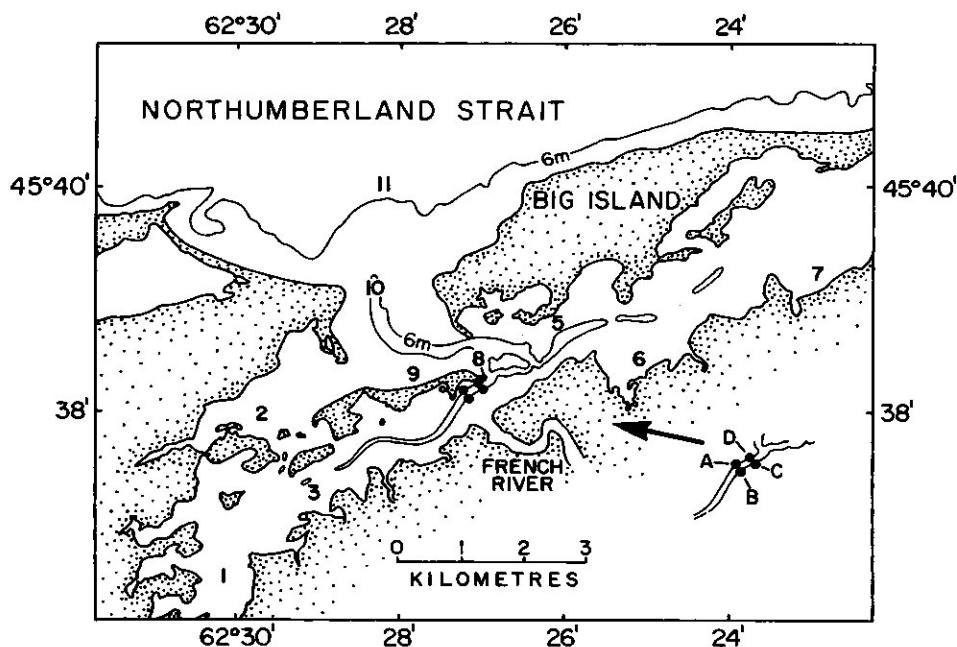 62°30' 28' 26' 24'
NORTHUMBERLAND STRAIT
6m
11
45°40' 45°40'
BIG ISLAND
7
10
5
6m
8
6
9
2
38' 38'
D
A
C
B
FRENCH
RIVER
3
0 1 2 3
KILOMETRES
1
62°30' 28' 26' 24'